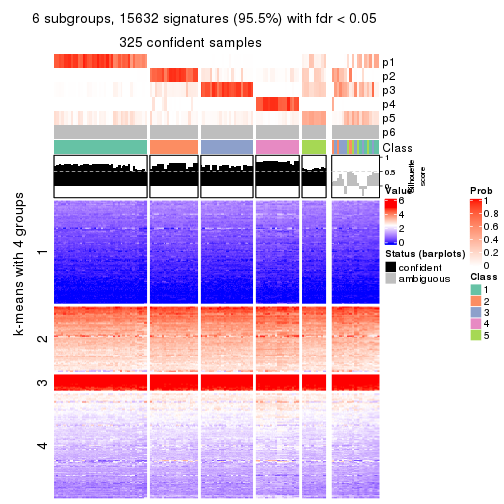 6 subgroups, 15632 signatures (95.5%) with fdr < 0.05
325 confident samples
p1
p2
p3
p4
p5
p6
Class
1
0.5
0
Silhouette
score
k-means with 4 groups
1
2
3
4
Value
6
4
2
0
Status (barplots)
confident
ambiguous
Prob
1
0.8
0.6
0.4
0.2
0
Class
1
2
3
4
5